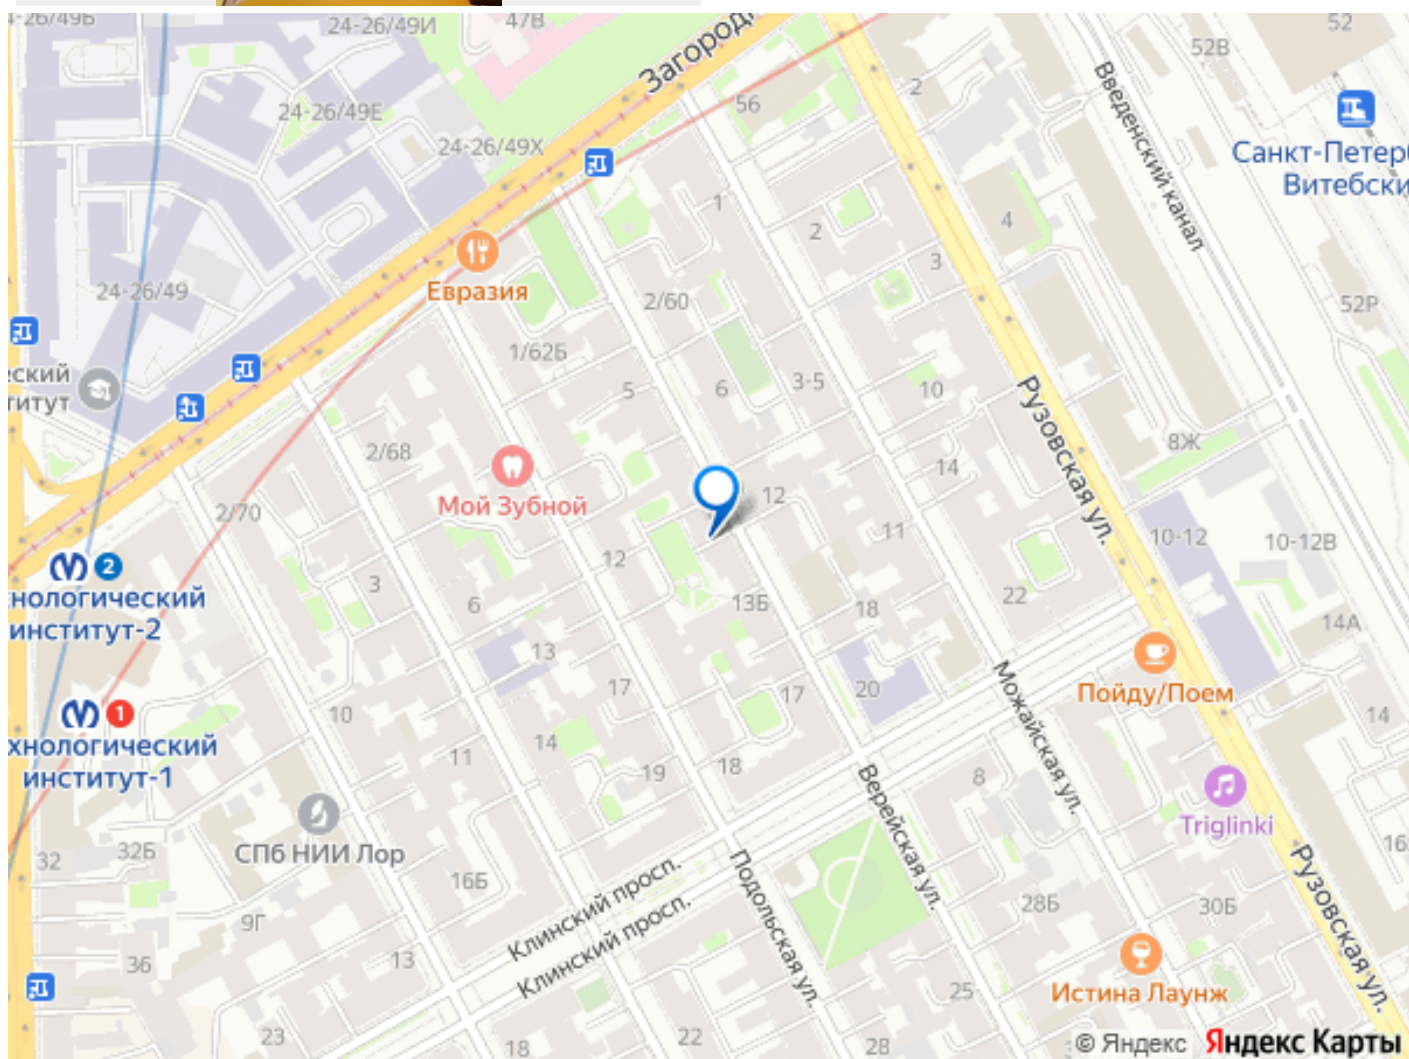 24-26/49Б
24-26/49И
47В
Загород
52В
52
24-26/49Е
56
2
Введенский канал
24-26/49Х
Санкт-Петер
Витебски
1
2
4
3
24-26/49
Евразия
2/60
52Р
1/62Б
ский
титут
5
6
3-5
10
Рузовская ул.
2/68
8Ж
14
Мой Зубной
12
2/70
11
10-12
10-12В
2
нологический
институт-2
12
3
6
13Б
18
22
14А
13
Пойду/Поем
1
хнологический
институт-1
17
17
20
Можайская ул.
10
14
14
11
19
18
Верейская ул.
8
Triglinki
СПб НИИ Лор
32Б
32
16
Подольская ул.
Рузовская ул.
16Б
Клинский просп.
Клинский просп.
9Г
28Б
30Б
36
13
25
Истина Лаунж
23
18
22
28
© Яндекс Яндекс Карты